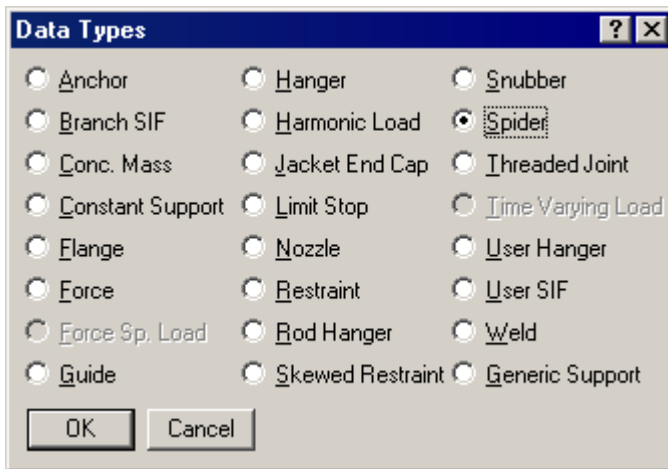 Data Types
Anchor Hanger Snubber
Branch SIF Harmonic Load Spider
Conc. Mass Jacket End Cap Threaded Joint
Constant Support Limit Stop Time Varying Load
Flange Nozzle User Hanger
Force Restraint User SIF
Force Sp. Load Rod Hanger Weld
Guide Skewed Restraint Generic Support
OK Cancel